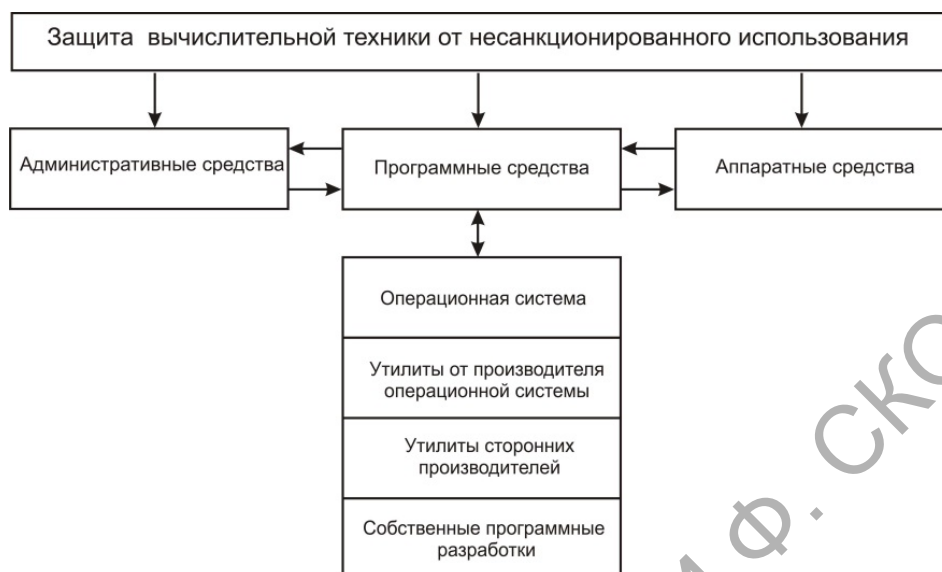 Защита вычислительной техники от несанкционированного использования
Административные средства
Программные средства
Аппаратные средства
Операционная система
Утилиты от производителя
операционной системы
Утилиты сторонних
производителей
Собственные программные
разработки
Ф. СКО